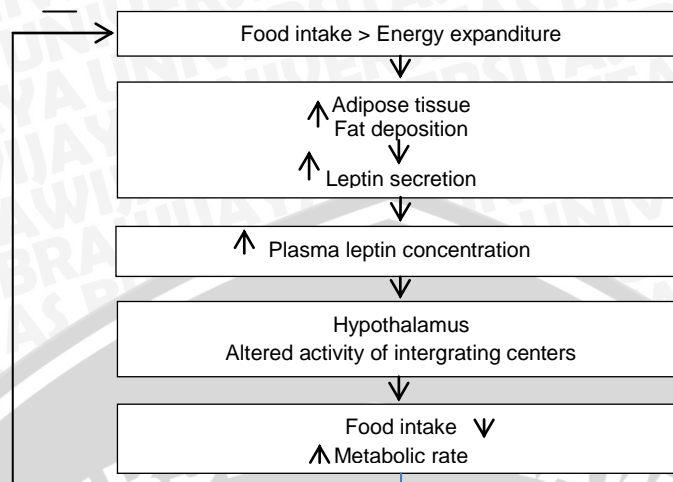 Food intake > Energy expenditure
Adipose tissue
Fat deposition
Leptin secretion
Plasma leptin concentration
Hypothalamus
Altered activity of intergrating centers
Food intake
Metabolic rate